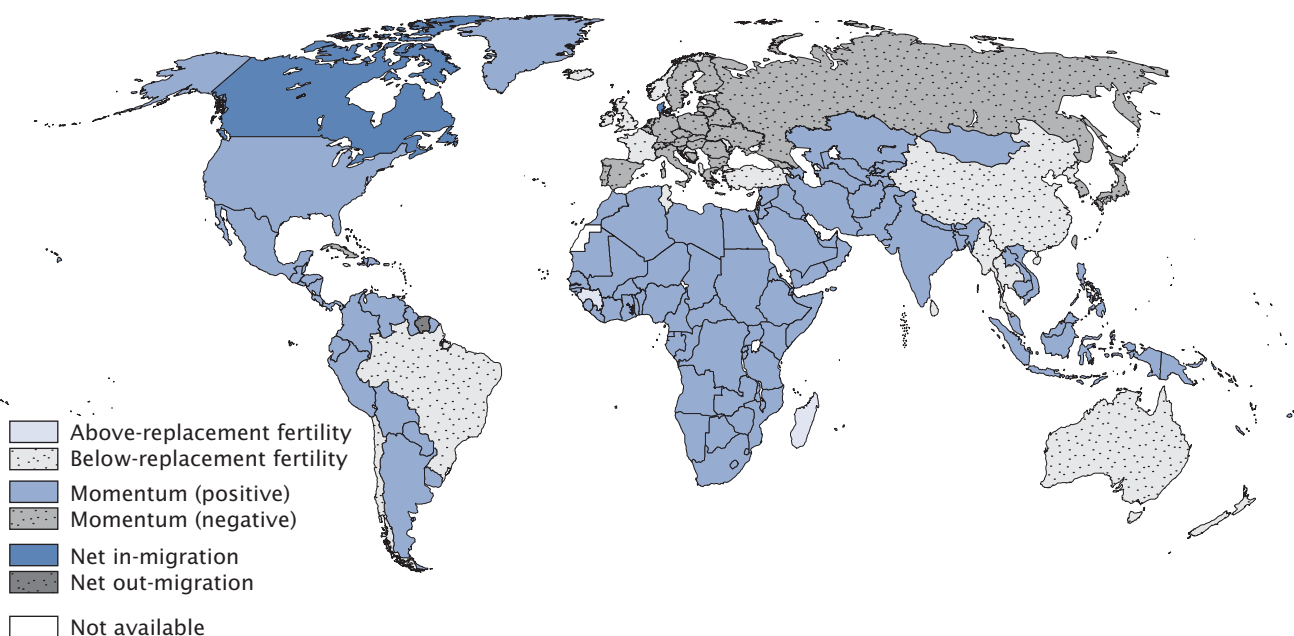 Above-replacement fertility
Below-replacement fertility
Momentum (positive)
Momentum (negative)
Net in-migration
Net out-migration
Not available